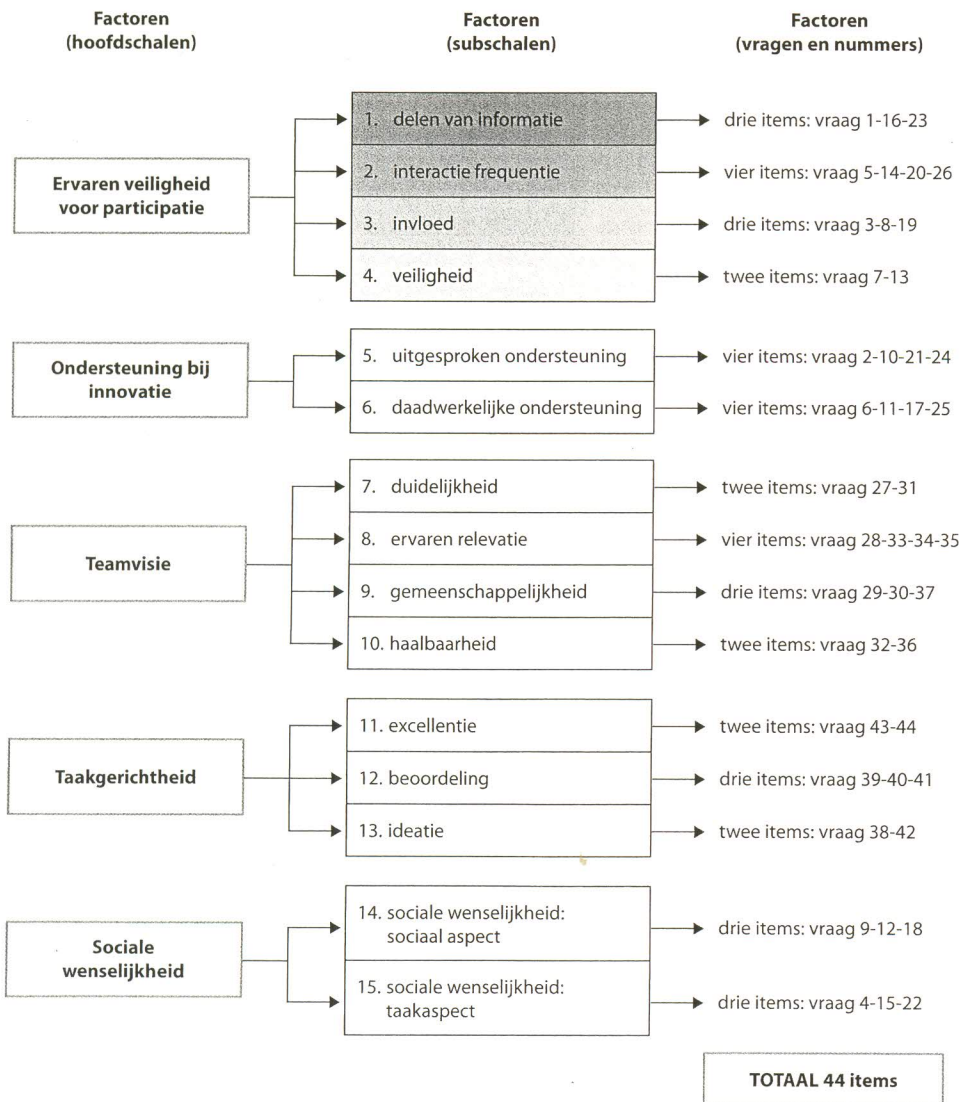 Factoren
(hoofdschalen)
Factoren
(subschalen)
Factoren
(vragen en nummers)
Ervaren veiligheid
voor participatie
1. delen van informatie
drie items: vraag 1-16-23
2. interactie frequentie
vier items: vraag 5-14-20-26
3. invloed
drie items: vraag 3-8-19
4. veiligheid
twee items: vraag 7-13
Ondersteuning bij
innovatie
5. uitgesproken ondersteuning
vier items: vraag 2-10-21-24
6. daadwerkelijke ondersteuning
vier items: vraag 6-11-17-25
Teamvisie
7. duidelijkheid
twee items: vraag 27-31
8. ervaren relevatie
vier items: vraag 28-33-34-35
9. gemeenschappelijkheid
drie items: vraag 29-30-37
10. haalbaarheid
twee items: vraag 32-36
Taakgerichtheid
11. excellentie
twee items: vraag 43-44
12. beoordeling
drie items: vraag 39-40-41
13. ideatie
twee items: vraag 38-42
Sociale
wenselijkheid
14. sociale wenselijkheid:
sociaal aspect
drie items: vraag 9-12-18
15. sociale wenselijkheid:
taakaspect
drie items: vraag 4-15-22
TOTAAL 44 items